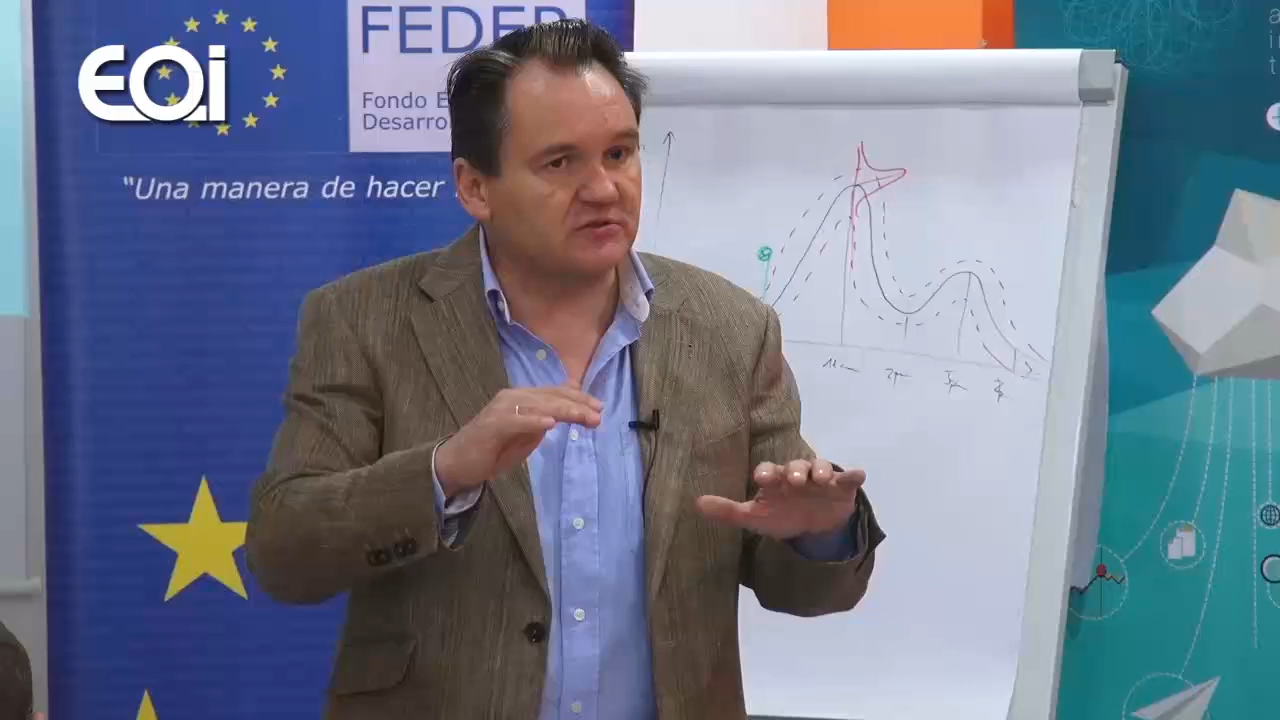 EOi
FEDER
Fondo E
Desarro
“Una manera de hacer